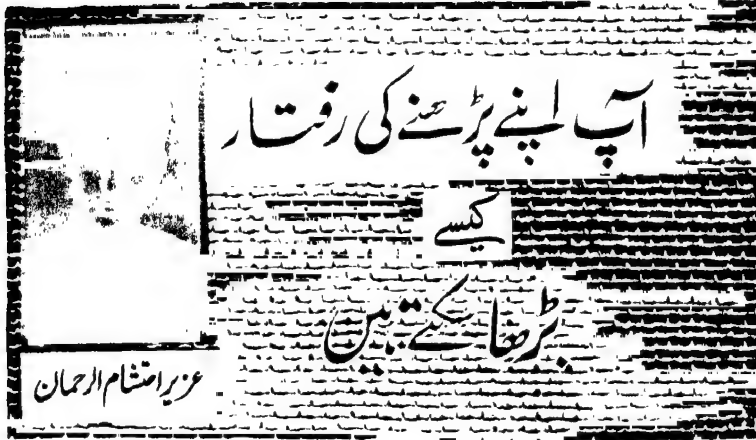 آپ اپنے پڑھنے کی رفتار
کیسے
بڑھا سکتے ہیں
عزیر احتشام الرحمان